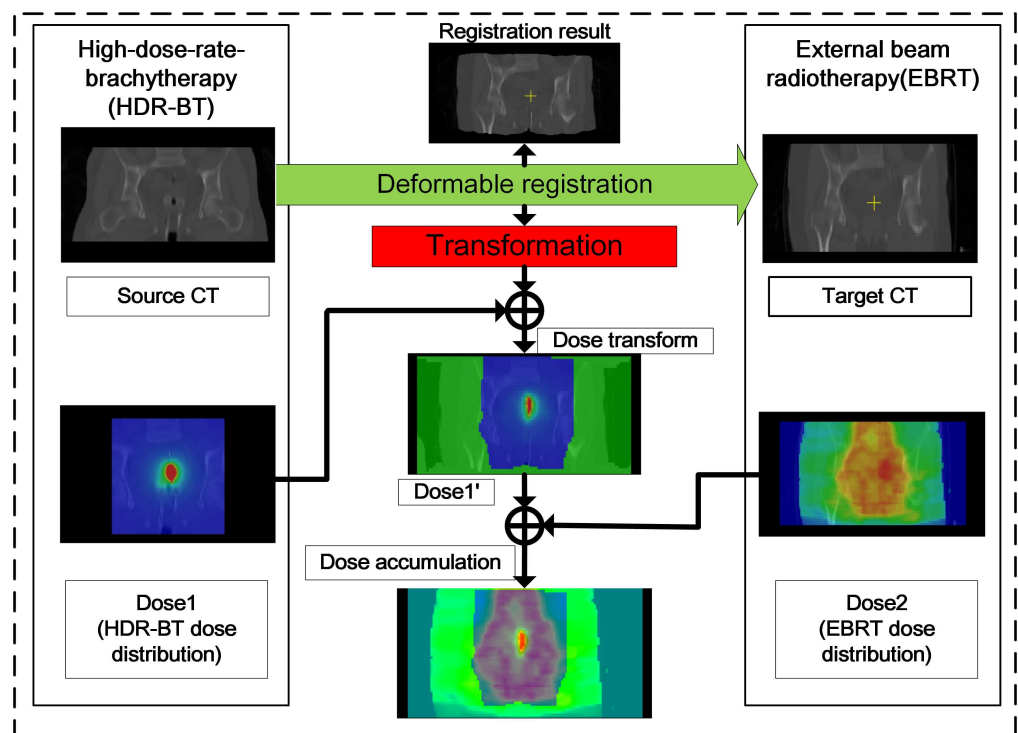 High-dose-rate-
brachytherapy
(HDR-BT)
Registration result
External beam
radiotherapy(EBRT)
Deformable registration
Transformation
Source CT
Target CT
Dose transform
Dose1'
Dose accumulation
Dose1
(HDR-BT dose
distribution)
Dose2
(EBRT dose
distribution)